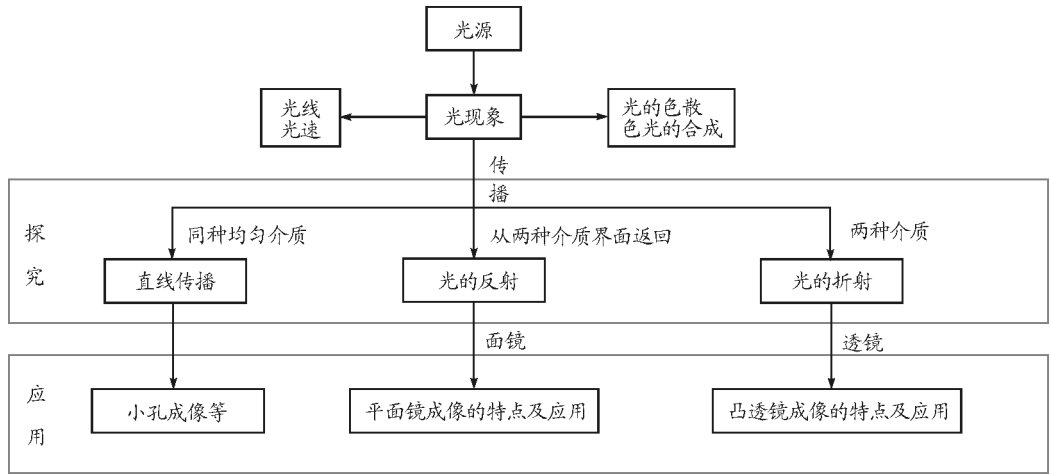 光源
光线
光速
光现象
光的色散
色光的合成
传
播
探
究
同种均匀介质
从两种介质界面返回
两种介质
直线传播
光的反射
光的折射
面镜
透镜
应
用
小孔成像等
平面镜成像的特点及应用
凸透镜成像的特点及应用